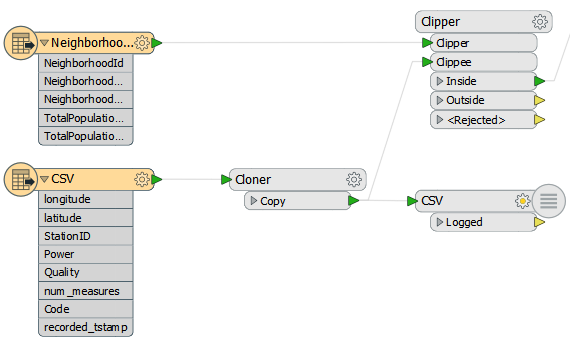 Neighborhoo...
NeighborhoodId
Neighborhood...
Neighborhood...
TotalPopulatio...
TotalPopulatio...
CSV
longitude
latitude
StationID
Power
Quality
num_measures
Code
recorded_tstamp
Cloner
Copy
Clipper
Clipper
Clippee
Inside
Outside
<Rejected>
CSV
Logged